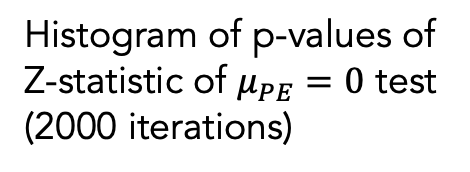 Histogram of p-values of
Z-statistic of μ_PE = 0 test
(2000 iterations)